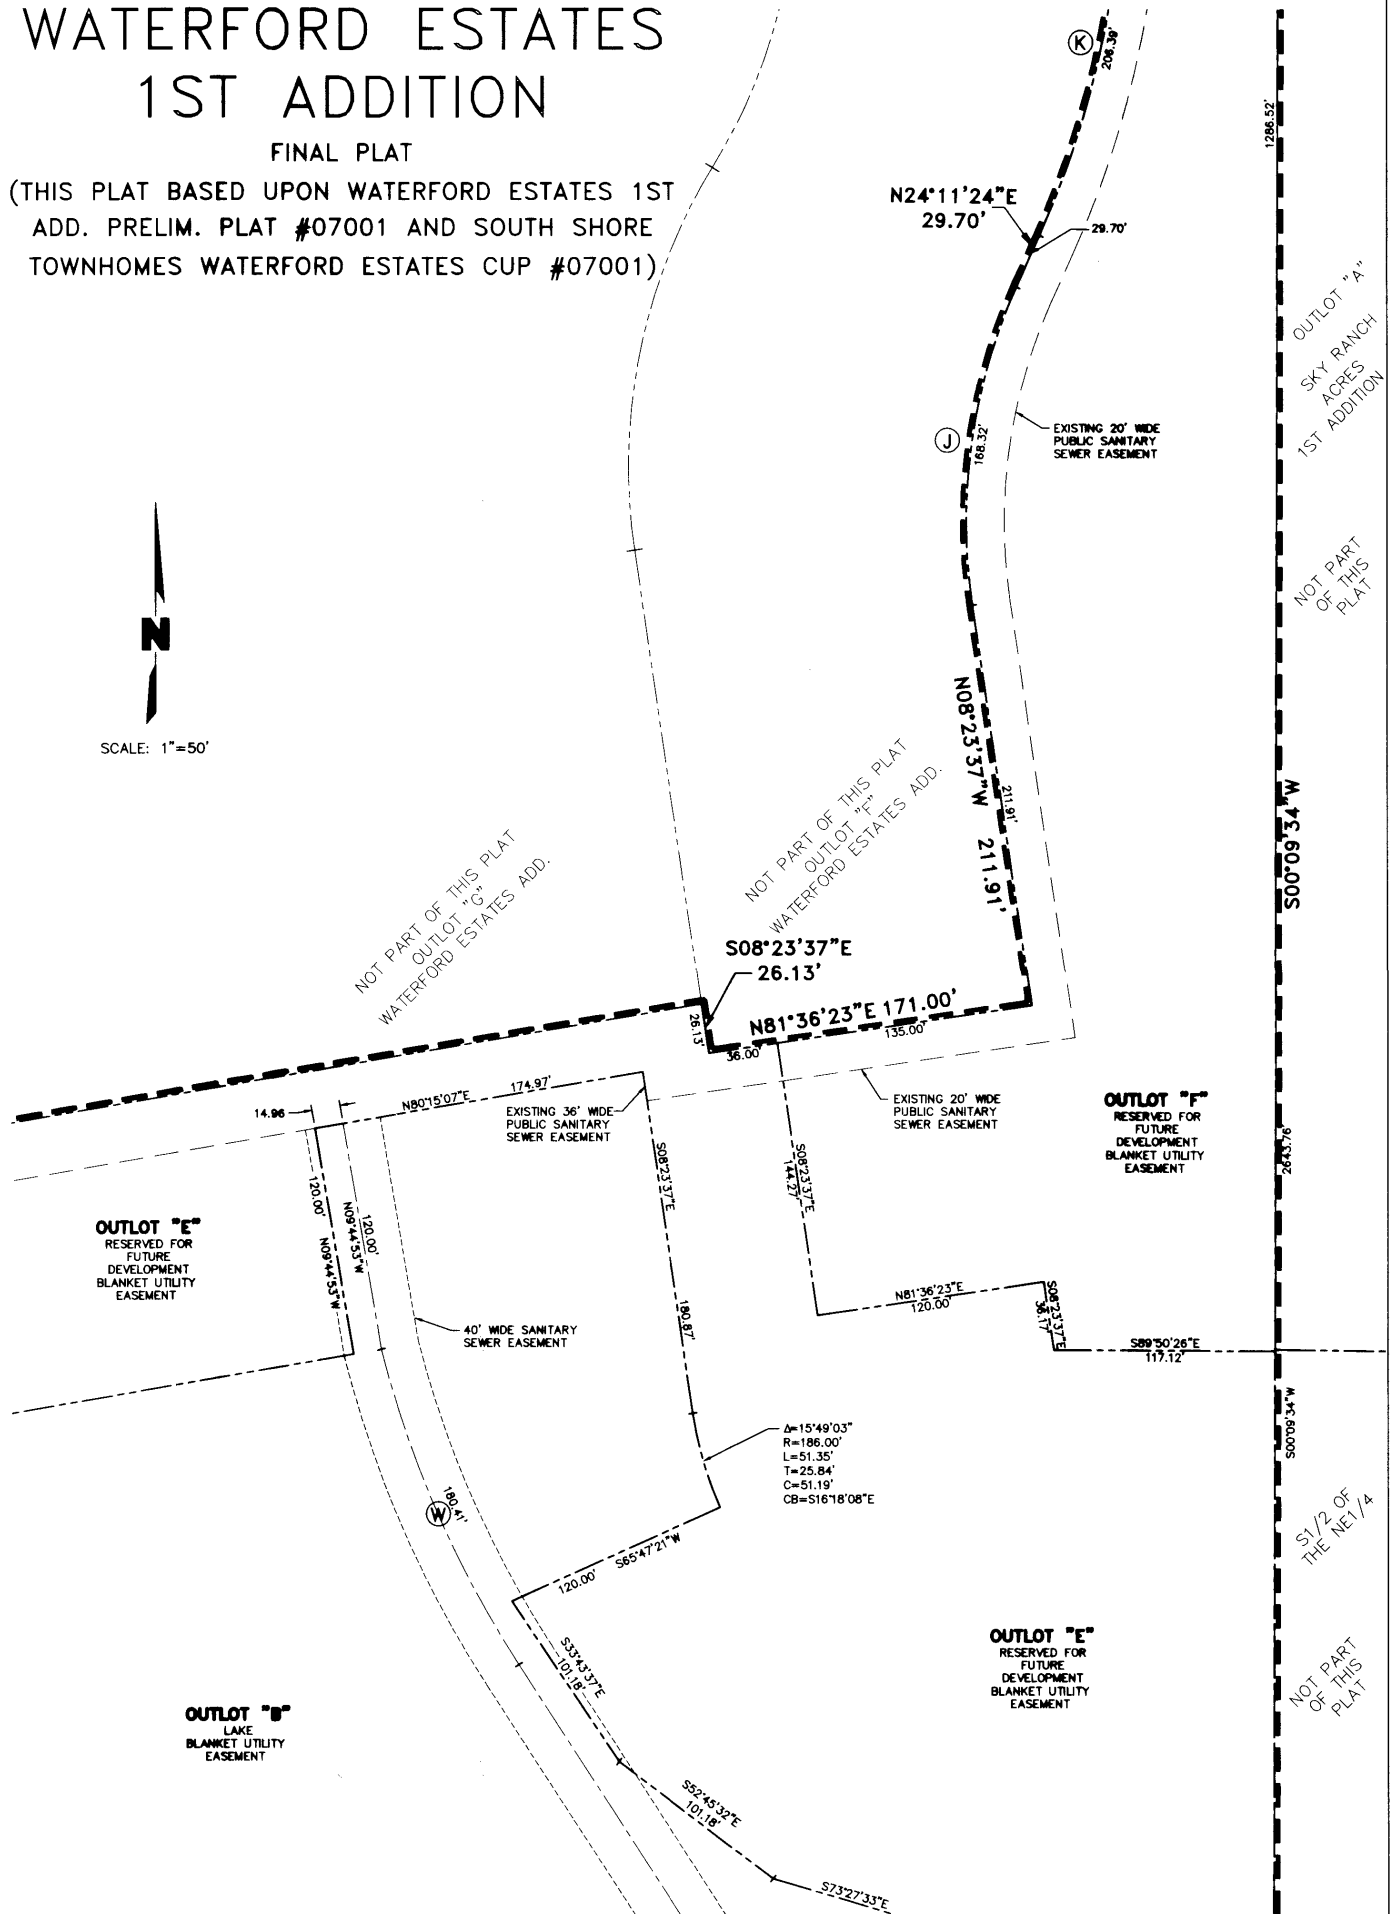 WATERFORD ESTATES
1ST ADDITION
FINAL PLAT
(THIS PLAT BASED UPON WATERFORD ESTATES 1ST
ADD. PRELIM. PLAT #07001 AND SOUTH SHORE
TOWNHOMES WATERFORD ESTATES CUP #07001)
K
206.39'
1286.52'
N24°11'24"E
29.70'
29.70'
OUTLOT "A"
SKY RANCH
ACRES
1ST ADDITION
J
168.32'
EXISTING 20' WIDE
PUBLIC SANITARY
SEWER EASEMENT
NOT PART
OF THIS
PLAT
N
SCALE: 1"=50'
N08°23'37"W 211.91'
211.91'
S00°09'34"W
NOT PART OF THIS PLAT
OUTLOT "F"
WATERFORD ESTATES ADD.
NOT PART OF THIS PLAT
OUTLOT "G"
WATERFORD ESTATES ADD.
S08°23'37"E
26.13'
26.13'
N81°36'23"E 171.00'
36.00'
135.00'
14.96
N80°15'07"E
174.97'
EXISTING 36' WIDE
PUBLIC SANITARY
SEWER EASEMENT
EXISTING 20' WIDE
PUBLIC SANITARY
SEWER EASEMENT
OUTLOT "F"
RESERVED FOR
FUTURE
DEVELOPMENT
BLANKET UTILITY
EASEMENT
2643.76'
120.00'
N09°44'53"W
120.00'
N09°44'53"W
S08°23'37"E
180.87'
S08°23'37"E
144.27'
OUTLOT "E"
RESERVED FOR
FUTURE
DEVELOPMENT
BLANKET UTILITY
EASEMENT
N81°36'23"E
120.00'
S08°23'37"E
36.17'
S89°50'26"E
117.12'
40' WIDE SANITARY
SEWER EASEMENT
S00°09'34"W
Δ=15°49'03"
R=186.00'
L=51.35'
T=25.84'
C=51.19'
CB=S16°18'08"E
W
180.41'
S65°47'21"W
120.00'
S1/2 OF
THE NE1/4
S33°43'37"E
101.18'
OUTLOT "E"
RESERVED FOR
FUTURE
DEVELOPMENT
BLANKET UTILITY
EASEMENT
NOT PART
OF THIS
PLAT
OUTLOT "B"
LAKE
BLANKET UTILITY
EASEMENT
S52°45'32"E
101.18'
S73°27'33"E